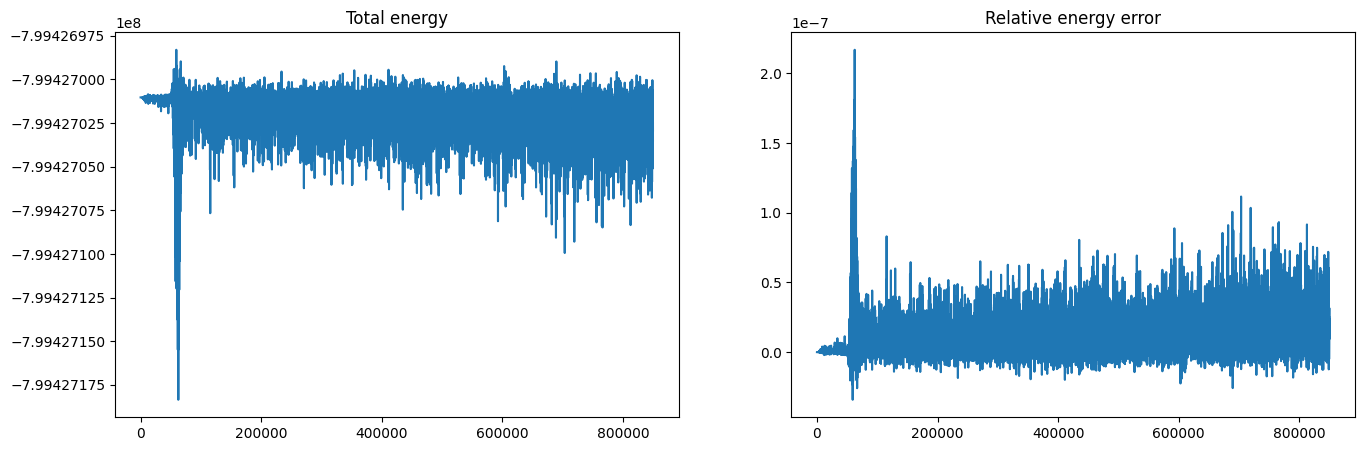 Total energy
1e8
−7.99426975
−7.99427000
−7.99427025
−7.99427050
−7.99427075
−7.99427100
−7.99427125
−7.99427150
−7.99427175
0 200000 400000 600000 800000
Relative energy error
1e−7
2.0
1.5
1.0
0.5
0.0
0 200000 400000 600000 800000